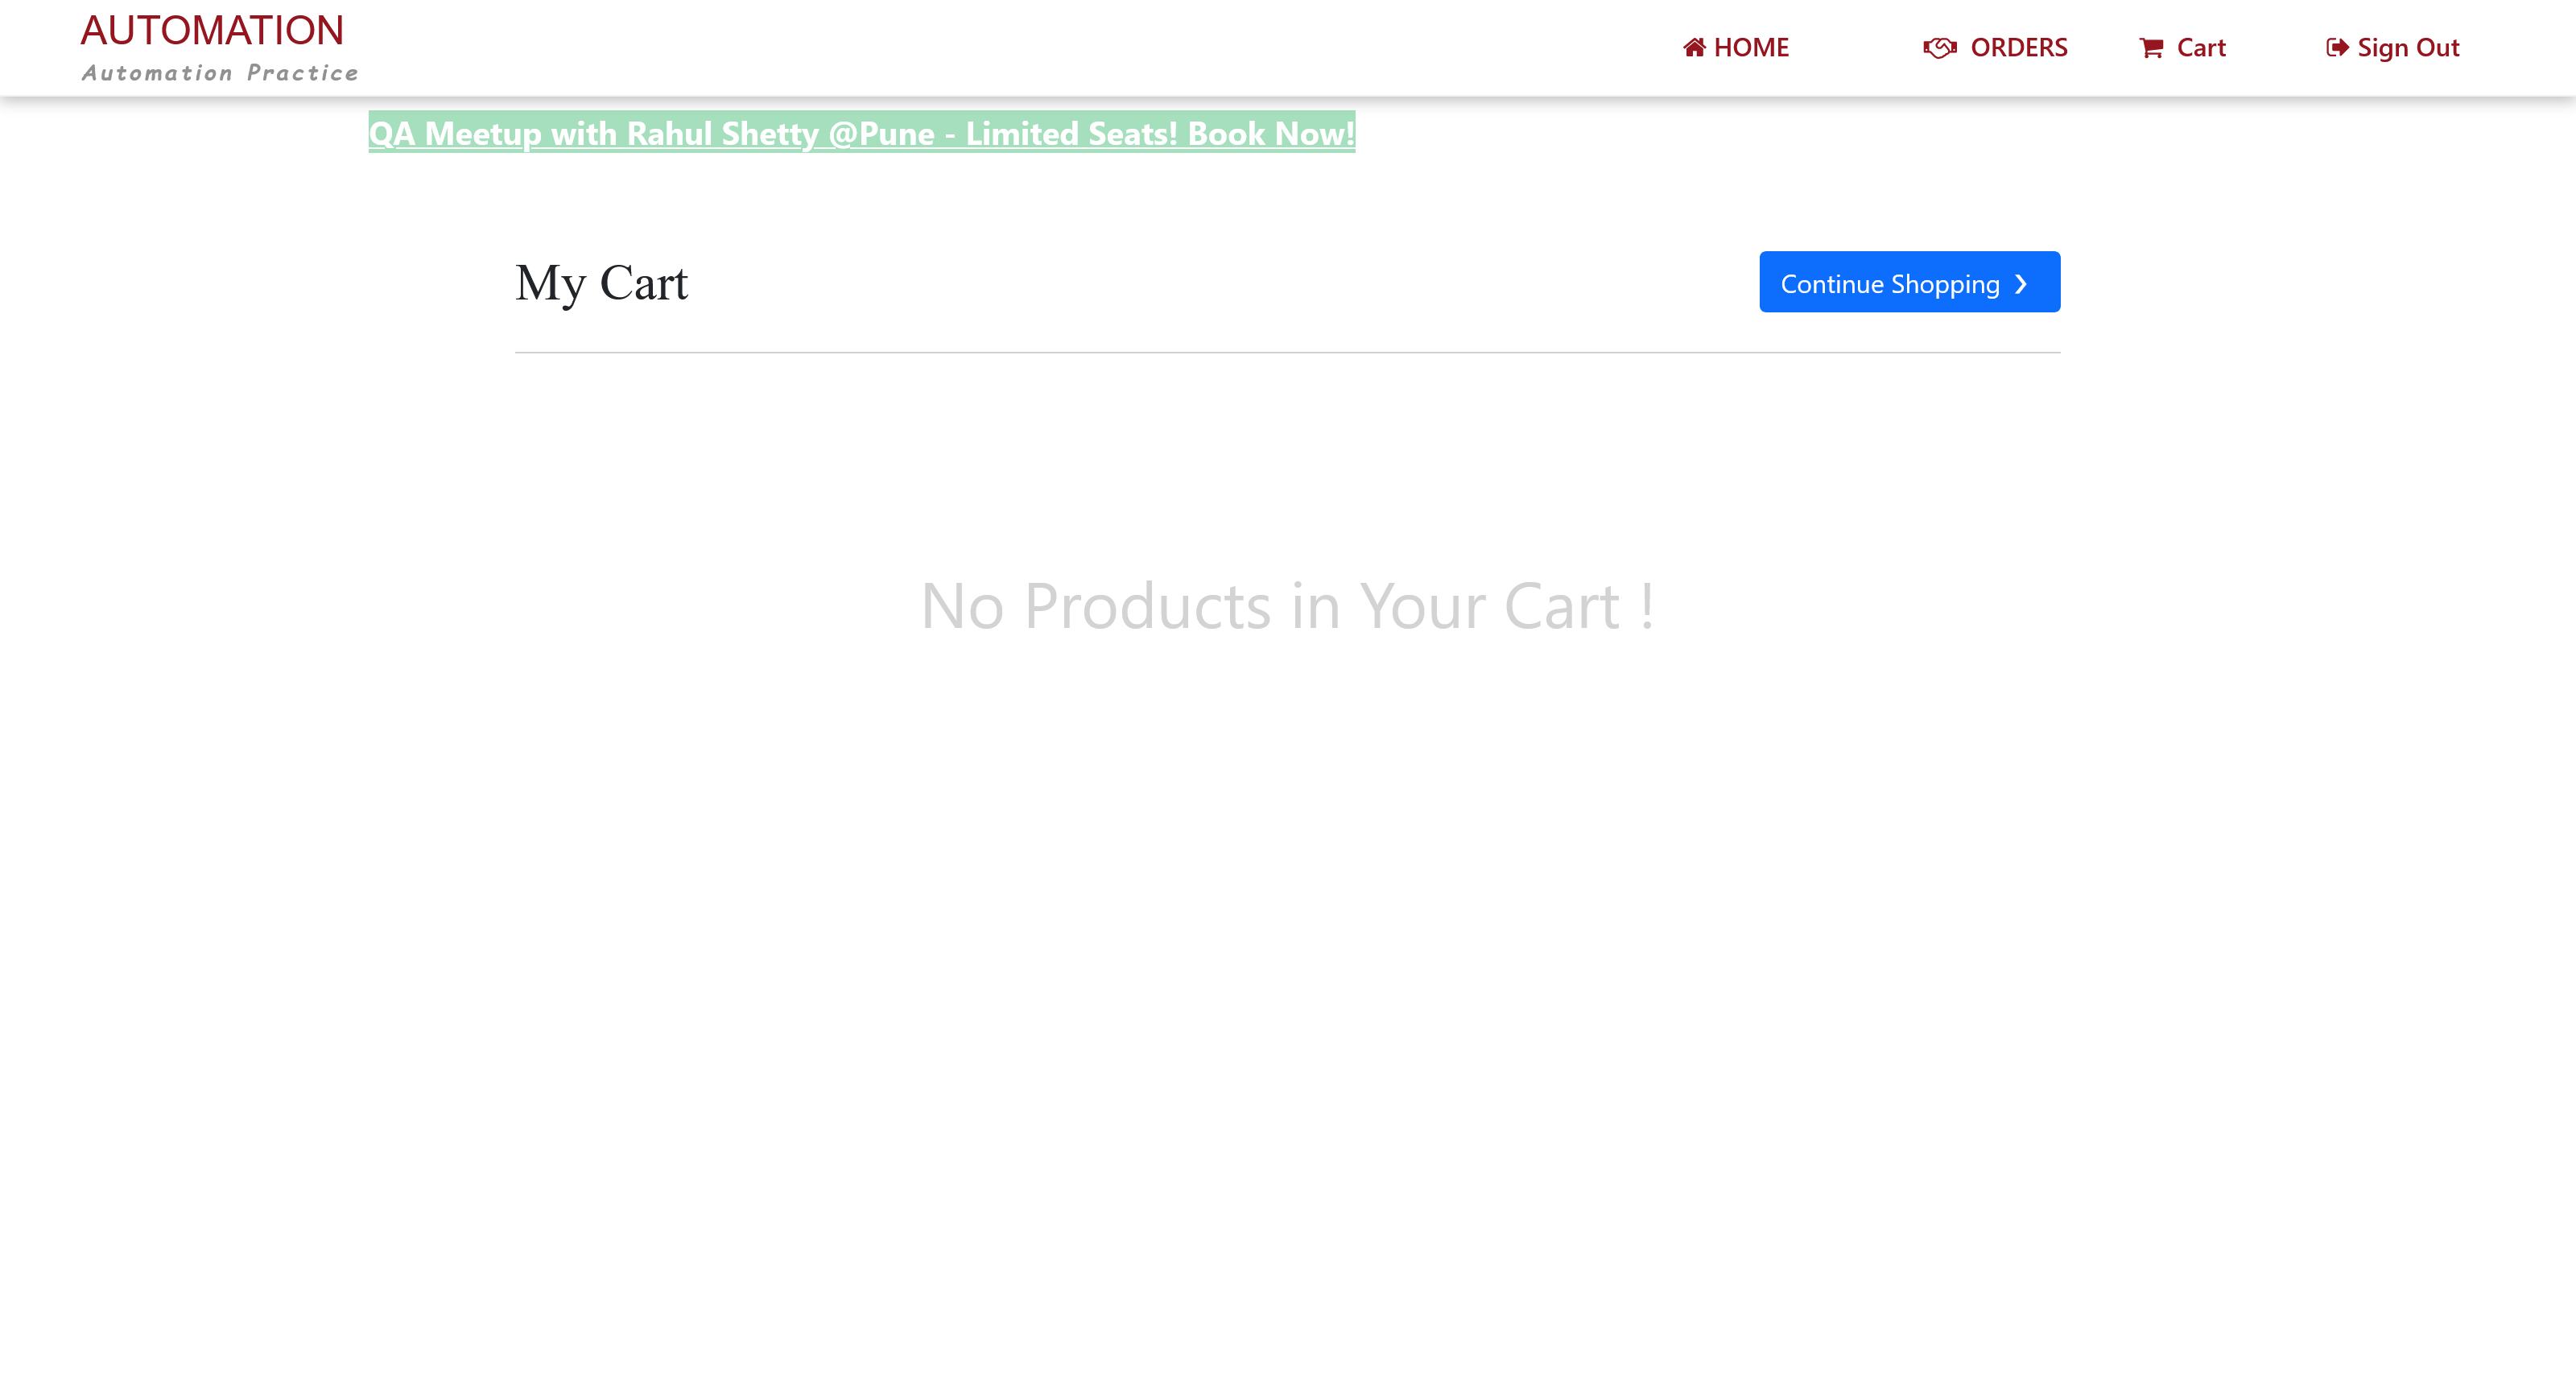 AUTOMATION
Automation Practice
HOME
ORDERS
Cart
Sign Out
QA Meetup with Rahul Shetty @Pune - Limited Seats! Book Now!
My Cart
Continue Shopping ❯
No Products in Your Cart !